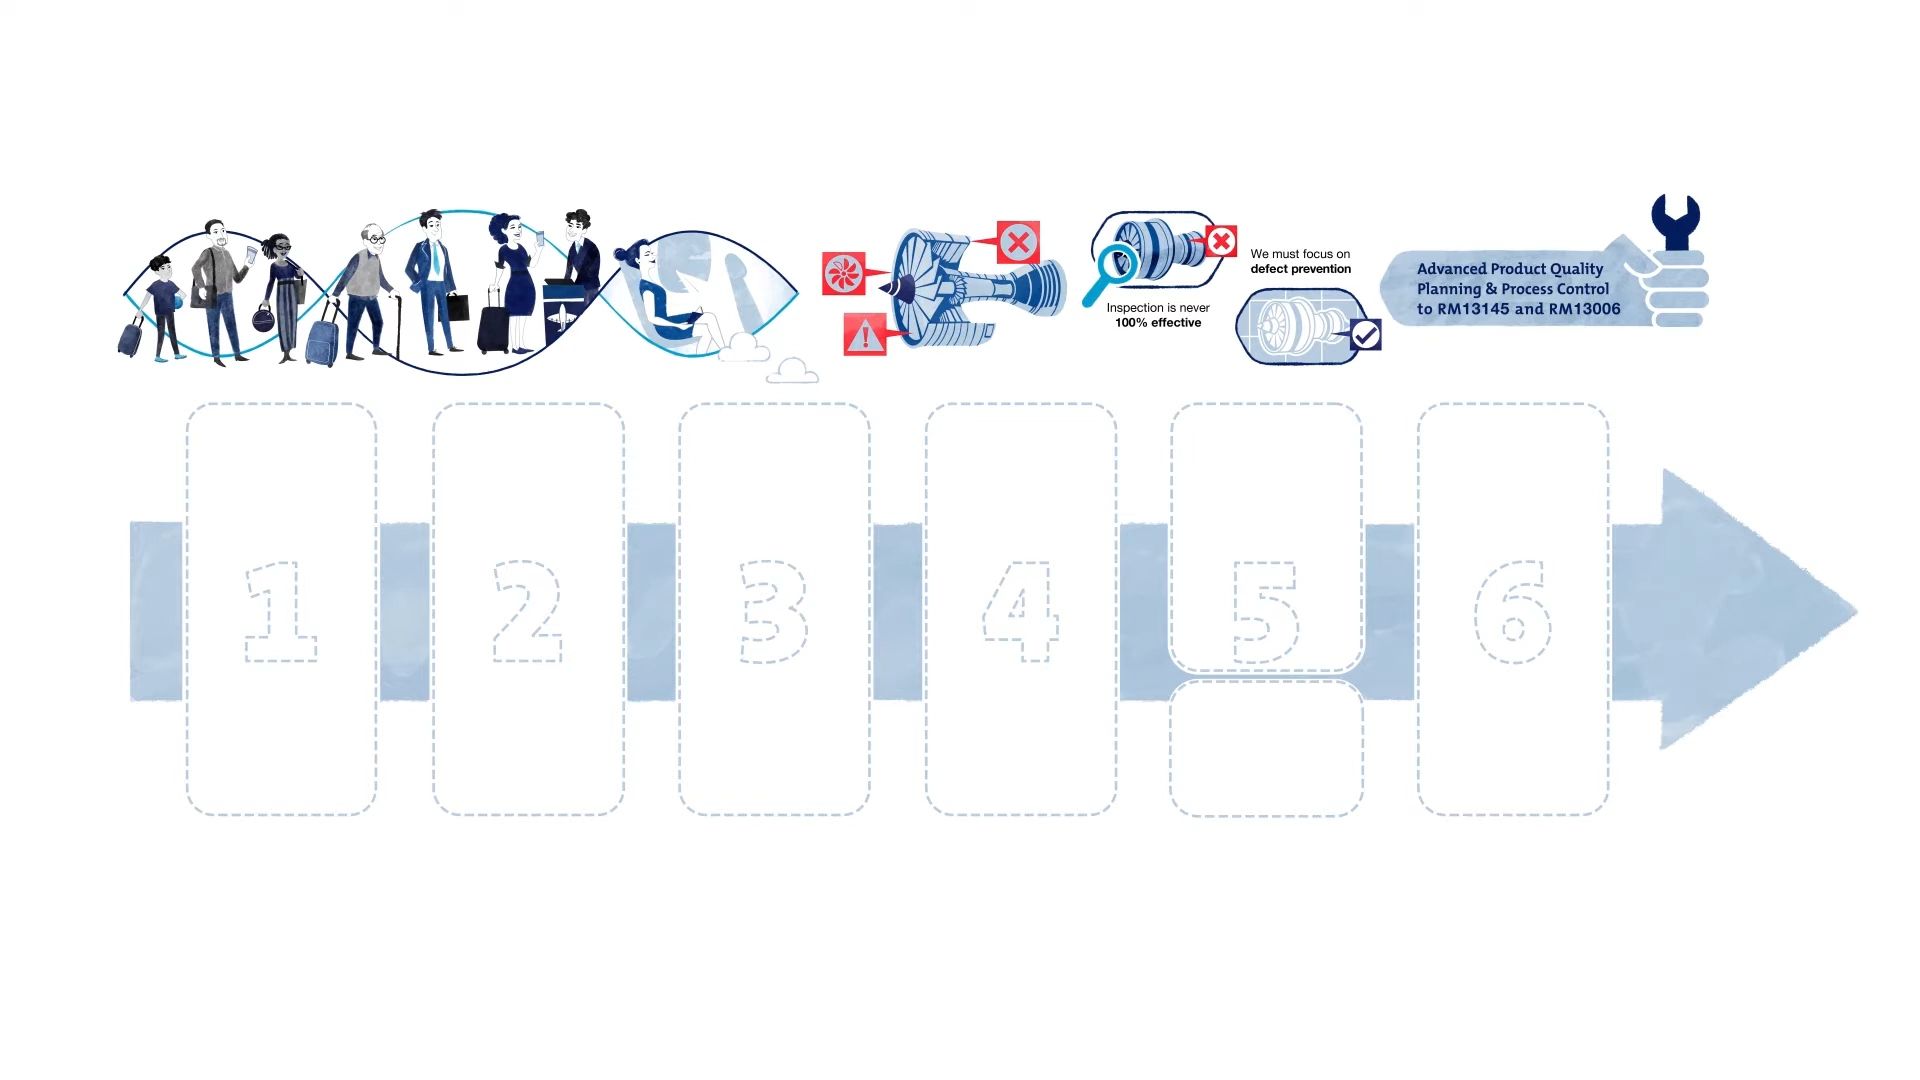 Inspection is never
100% effective
We must focus on
defect prevention
Advanced Product Quality
Planning & Process Control
to RM13145 and RM13006
1
2
3
4
5
6